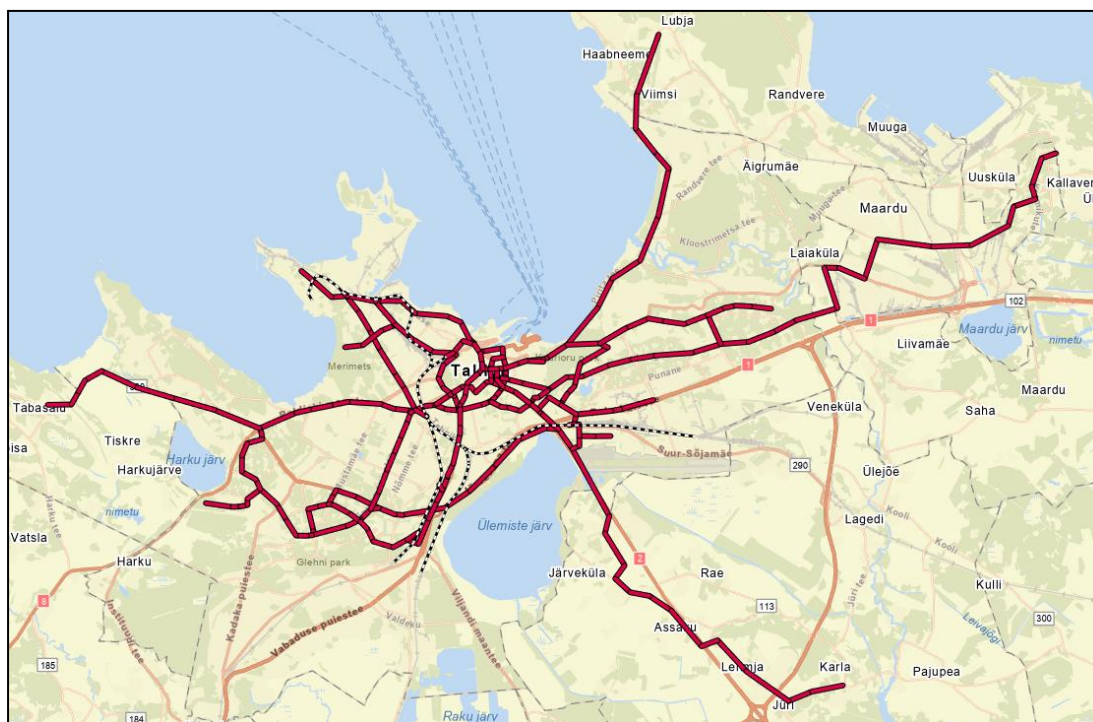 Lubja
Haabneeme
Viimsi
Randvere
Muuga
Äigrumäe
Uusküla
Kallaver
Randvere tee
Muuga tee
Maardu
Kloostrimetsa tee
Laiaküla
102
1
Maardu järv
nimetu
Liivamäe
Merimets
Punane
1
Maardu
Tabasalu
Veneküla
Saha
Tiskre
Harku järv
Harkujärve
Mustamäe tee
Nõmme tee
Suur-Sõjamäe
290
Ülejõe
nimetu
Harku tee
Ülemiste järv
Lagedi
Kooli
Vatsla
Kooli
Harku
Glehni park
Järveküla
2
Rae
Kulli
Jüri tee
8
Kadaka puiestee
Instituudi tee
Vabaduse puiestee
Valdeku
Viljandi maantee
113
300
Leivajõgi
Assaku
185
Lehmja
Karla
Pajupea
Jüri
184
Raku järv